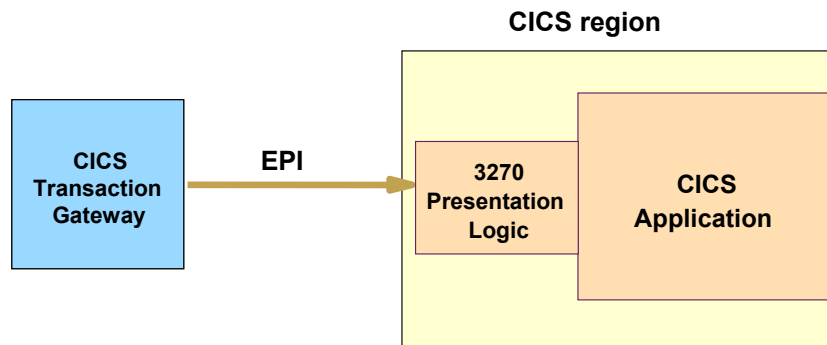 CICS region
CICS
Transaction
Gateway
EPI
3270
Presentation
Logic
CICS
Application